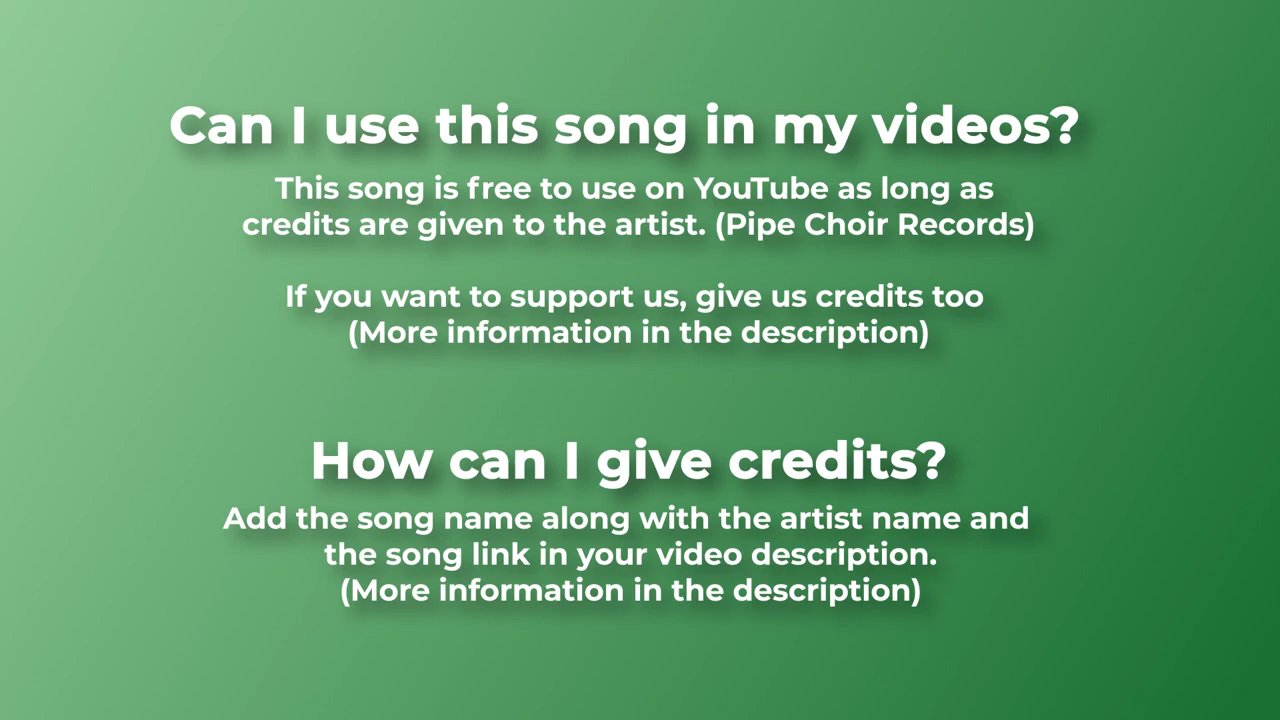 Can I use this song in my videos?
This song is free to use on YouTube as long as
credits are given to the artist. (Pipe Choir Records)
If you want to support us, give us credits too
(More information in the description)
How can I give credits?
Add the song name along with the artist name and
the song link in your video description.
(More information in the description)